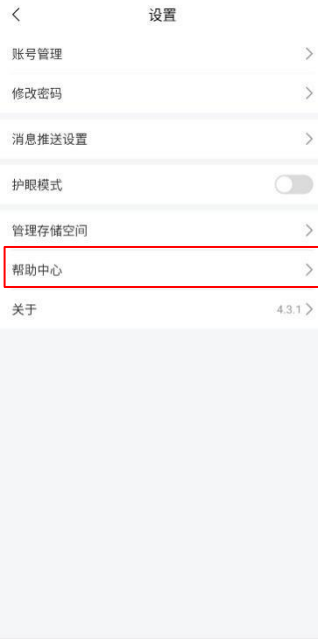 设置
账号管理
修改密码
消息推送设置
护眼模式
管理存储空间
帮助中心
关于 4.3.1